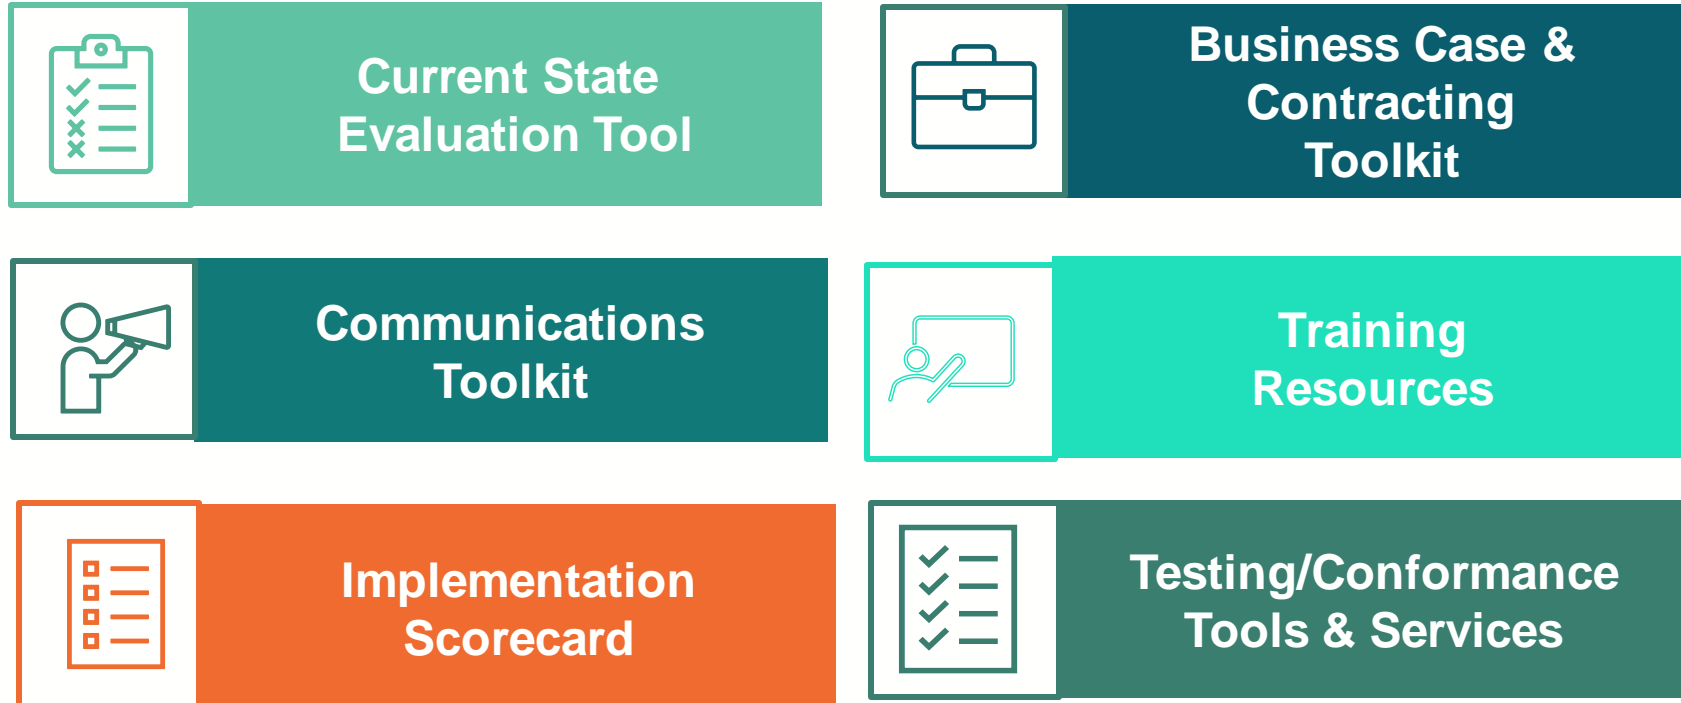 Current State
Evaluation Tool
Business Case &
Contracting
Toolkit
Communications
Toolkit
Training
Resources
Implementation
Scorecard
Testing/Conformance
Tools & Services